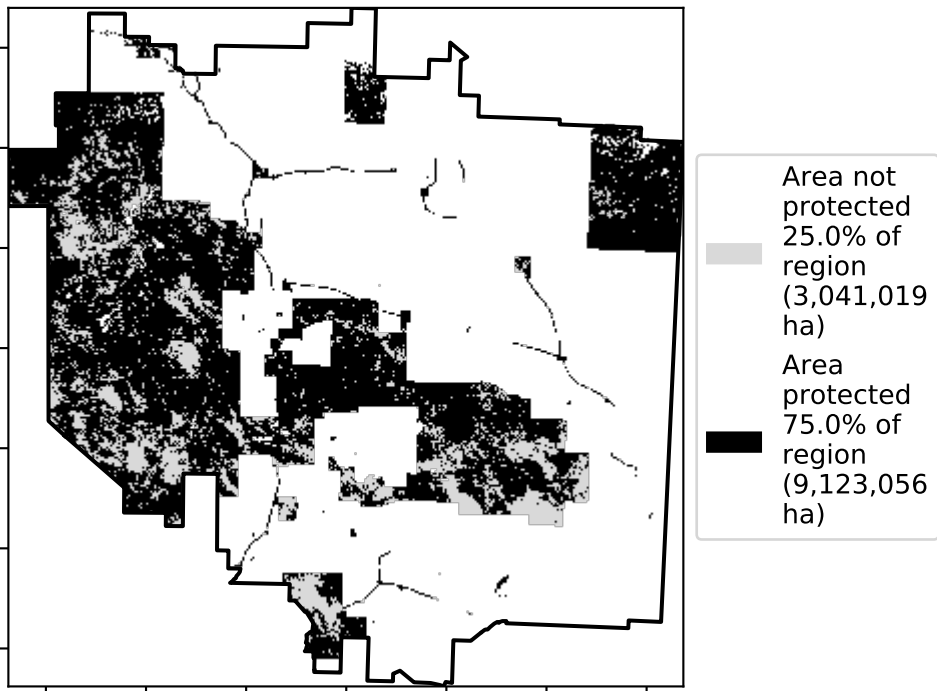 Area not
protected
25.0% of
region
(3,041,019
ha)
Area
protected
75.0% of
region
(9,123,056
ha)